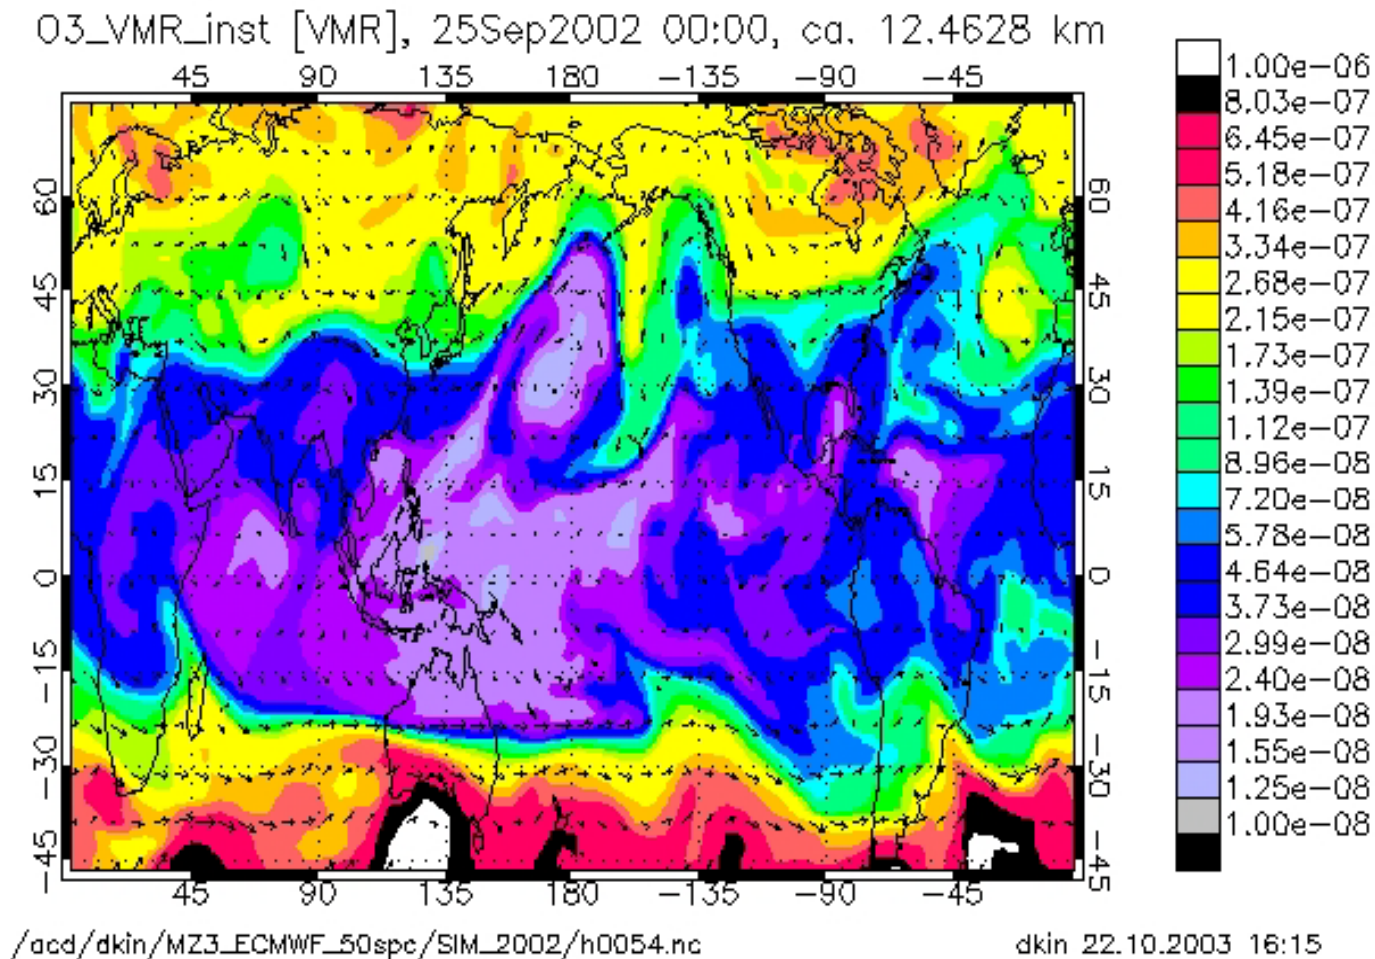 O3_VMR_inst [VMR], 25Sep2002 00:00, ca. 12.4628 km
45 90 135 180 −135 −90 −45
60 45 30 15 0 −15 −30 −45
60 45 30 15 0 −15 −30 −45
45 90 135 180 −135 −90 −45
1.00e−06
8.03e−07
6.45e−07
5.18e−07
4.16e−07
3.34e−07
2.68e−07
2.15e−07
1.73e−07
1.39e−07
1.12e−07
8.96e−08
7.20e−08
5.78e−08
4.64e−08
3.73e−08
2.99e−08
2.40e−08
1.93e−08
1.55e−08
1.25e−08
1.00e−08
/acd/dkin/MZ3_ECMWF_50spc/SIM_2002/h0054.nc
dkin 22.10.2003 16:15